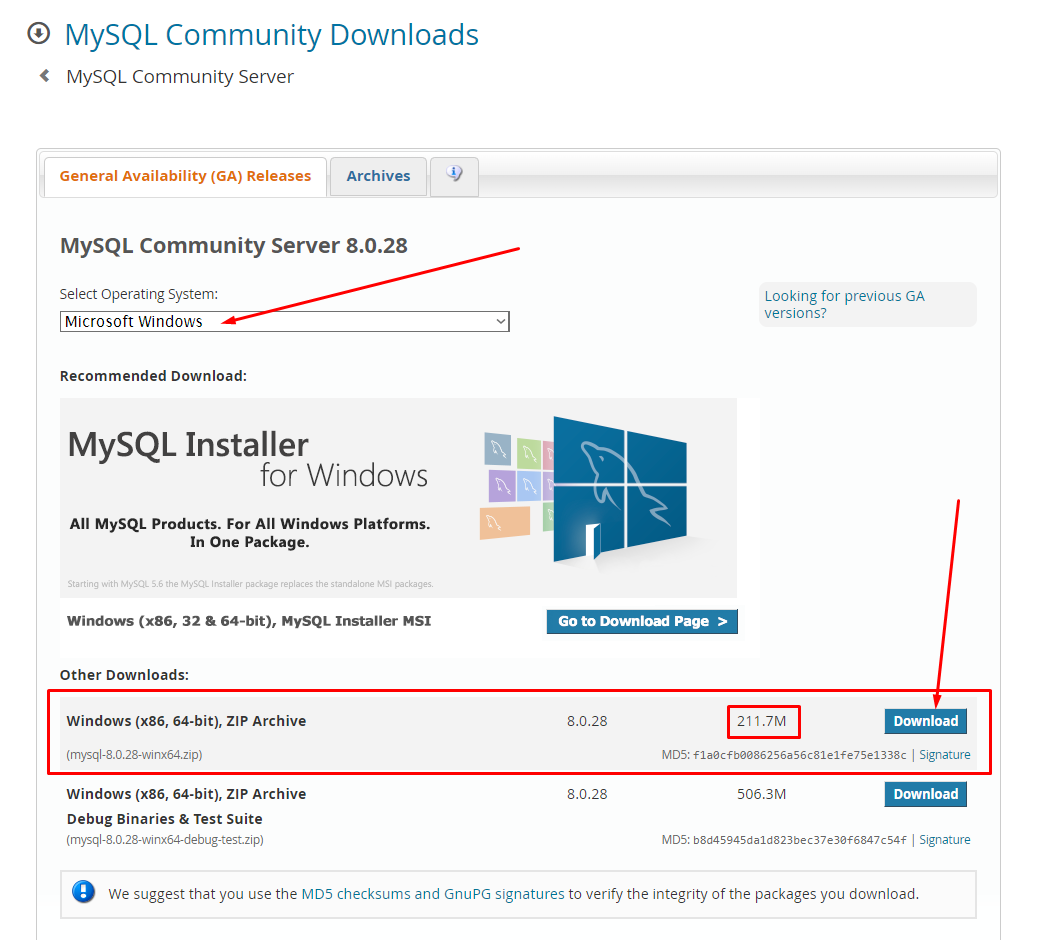 MySQL Community Downloads
MySQL Community Server
General Availability (GA) Releases
Archives
MySQL Community Server 8.0.28
Select Operating System:
Microsoft Windows
Looking for previous GA
versions?
Recommended Download:
MySQL Installer
for Windows
All MySQL Products. For All Windows Platforms.
In One Package.
Starting with MySQL 5.6 the MySQL Installer package replaces the standalone MSI packages.
Windows (x86, 32 & 64-bit), MySQL Installer MSI
Go to Download Page >
Other Downloads:
Windows (x86, 64-bit), ZIP Archive 8.0.28 211.7M Download
(mysql-8.0.28-winx64.zip) MD5: f1a0cfb0086256a56c81e1fe75e1338c | Signature
Windows (x86, 64-bit), ZIP Archive 8.0.28 506.3M Download
Debug Binaries & Test Suite
(mysql-8.0.28-winx64-debug-test.zip) MD5: b8d45945da1d823bec37e30f6847c54f | Signature
We suggest that you use the MD5 checksums and GnuPG signatures to verify the integrity of the packages you download.